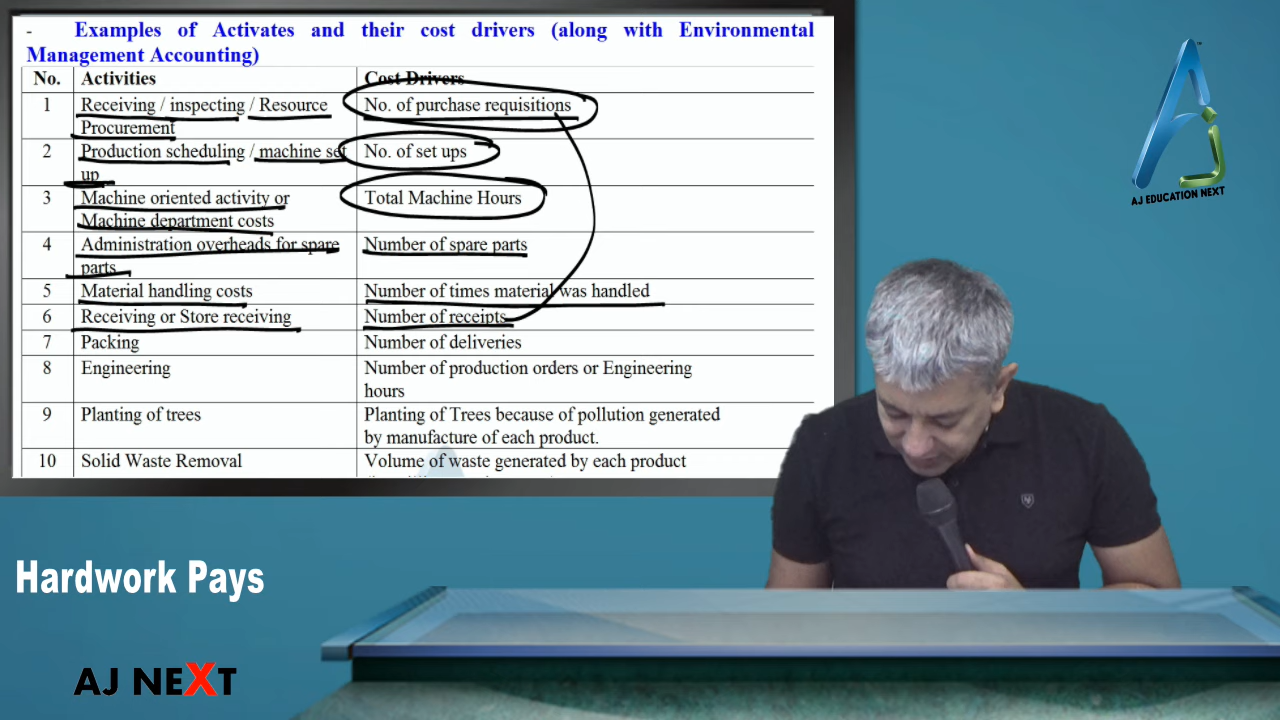 - Examples of Activates and their cost drivers (along with Environmental
Management Accounting)
No. Activities Cost Drivers
1 Receiving / inspecting / Resource No. of purchase requisitions
Procurement
2 Production scheduling / machine set No. of set ups
up
3 Machine oriented activity or Total Machine Hours
Machine department costs
4 Administration overheads for spare Number of spare parts
parts
5 Material handling costs Number of times material was handled
6 Receiving or Store receiving Number of receipts
7 Packing Number of deliveries
8 Engineering Number of production orders or Engineering
hours
9 Planting of trees Planting of Trees because of pollution generated
by manufacture of each product.
10 Solid Waste Removal Volume of waste generated by each product
AJ EDUCATION NEXT
Hardwork Pays
AJ NEXT